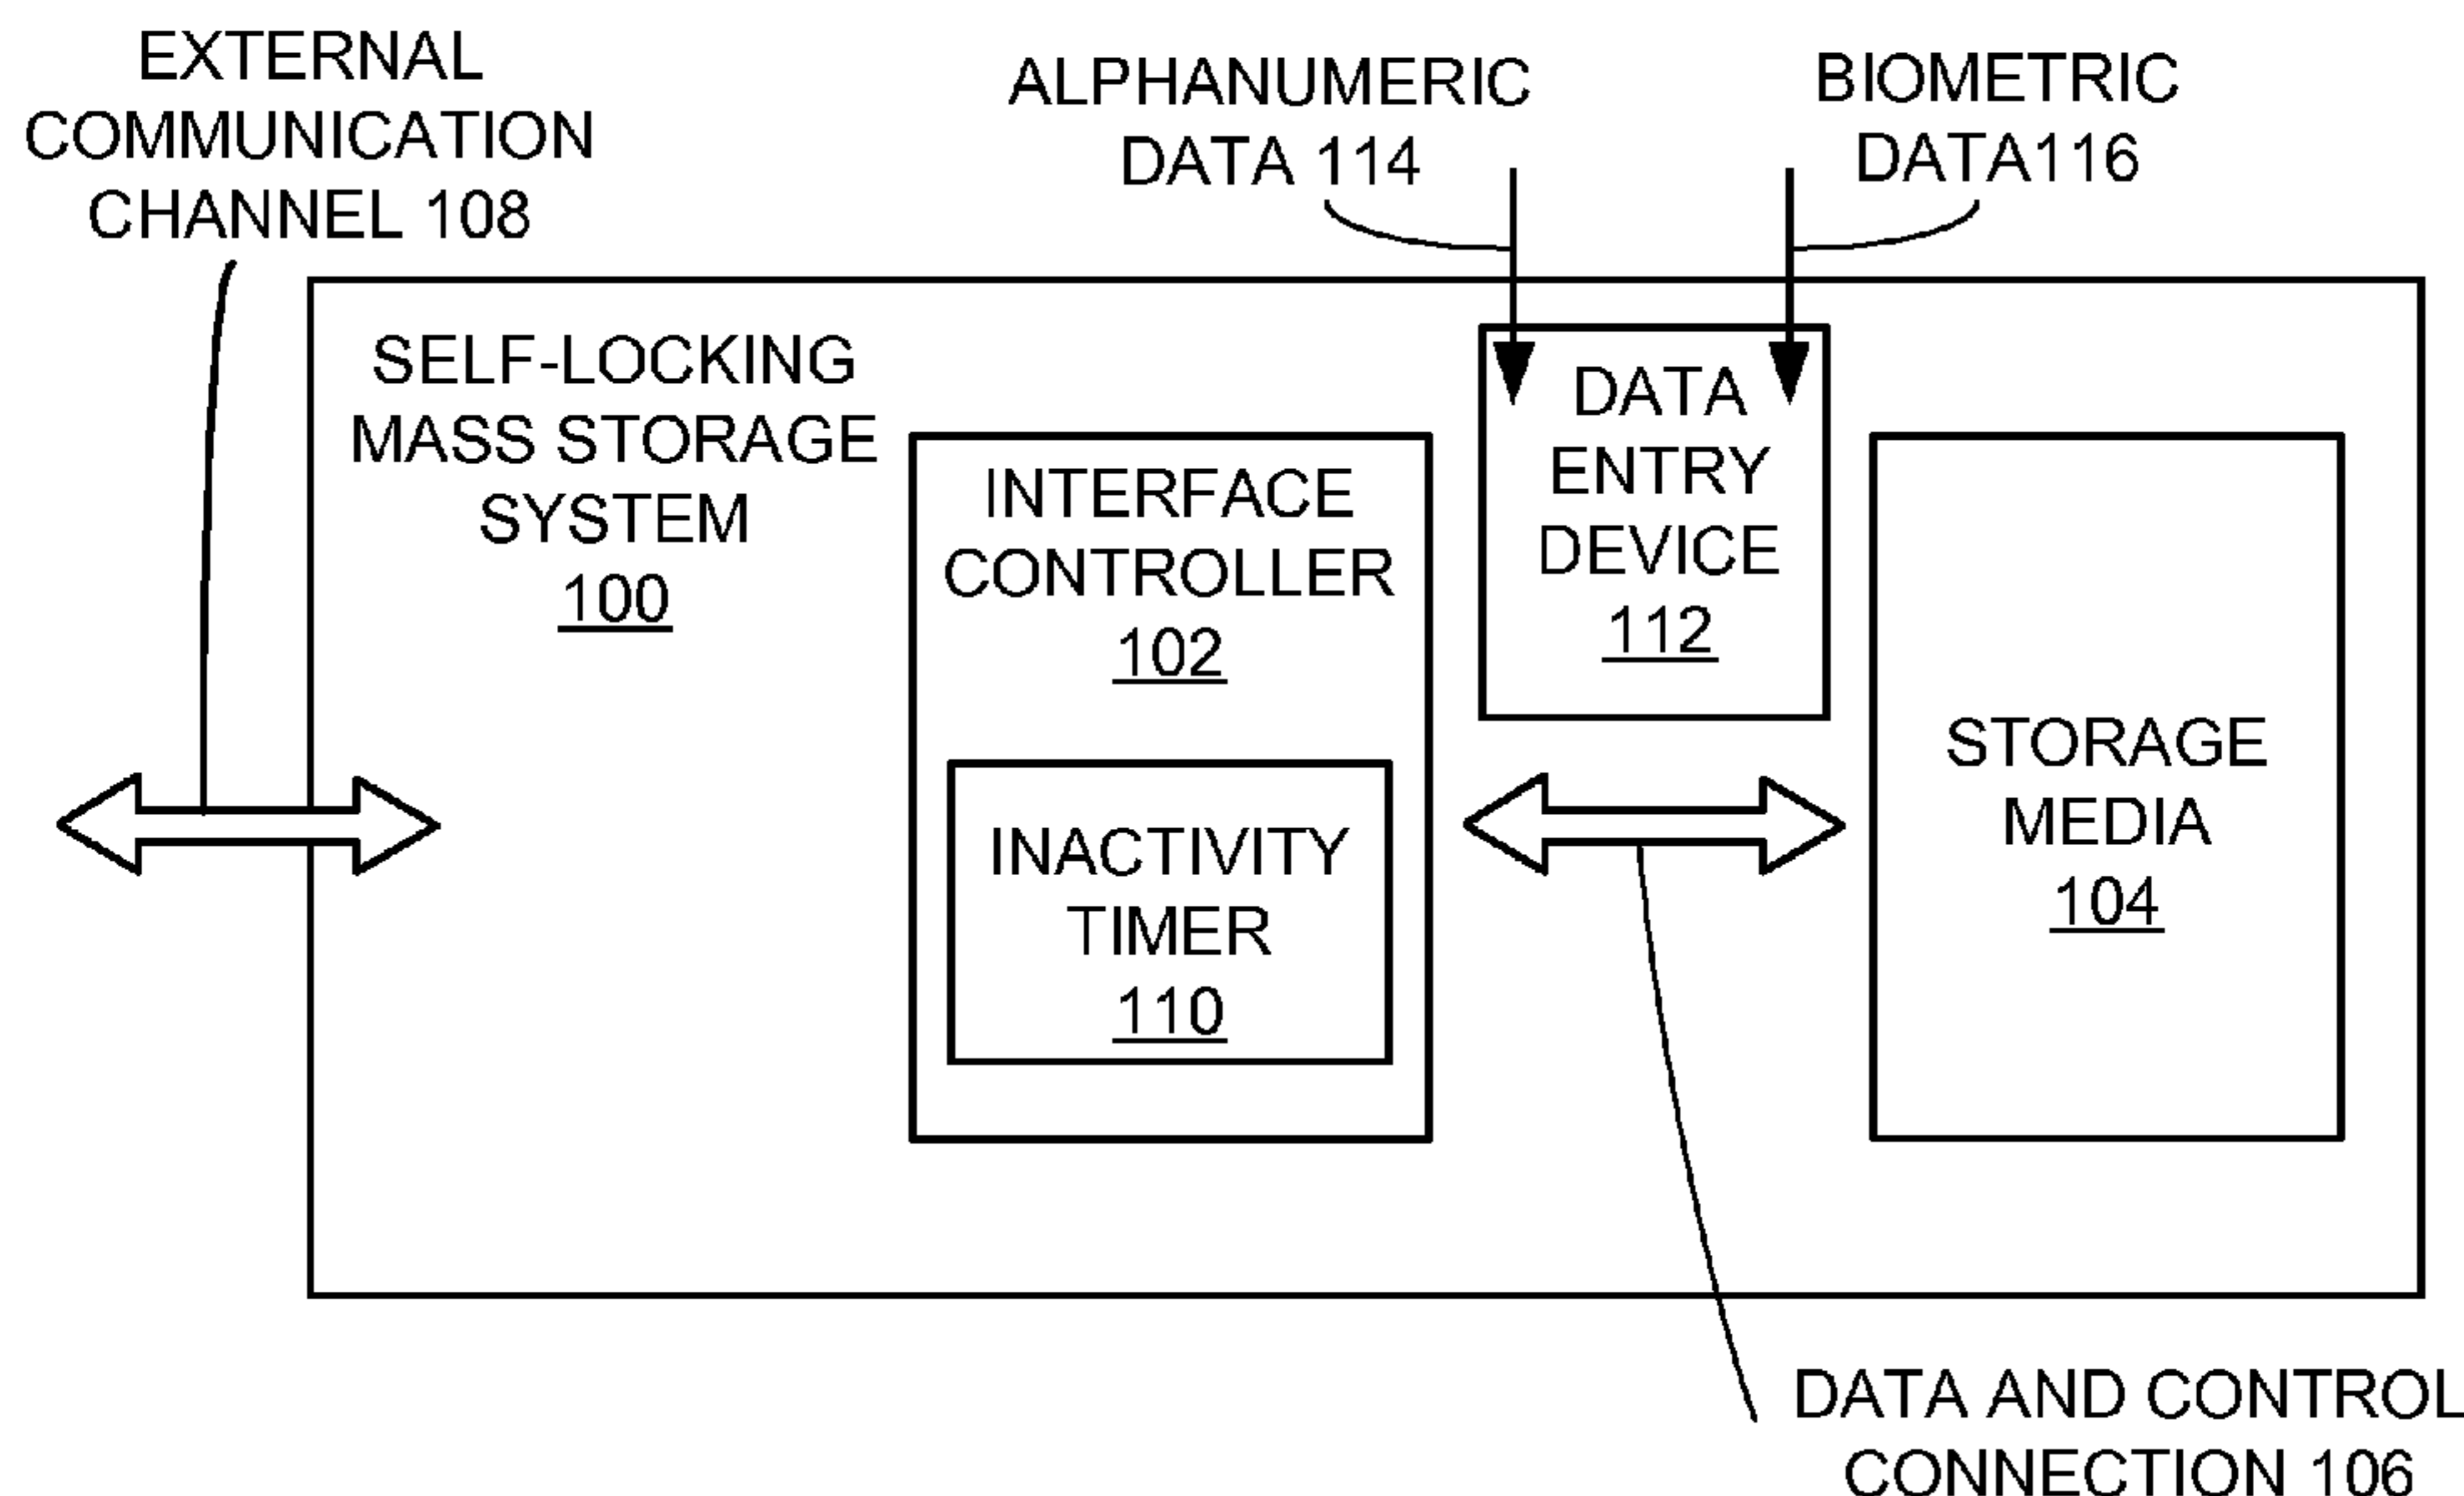 EXTERNAL
COMMUNICATION
CHANNEL 108
ALPHANUMERIC
DATA 114
BIOMETRIC
DATA116
SELF-LOCKING
MASS STORAGE
SYSTEM
100
INTERFACE
CONTROLLER
102
INACTIVITY
TIMER
110
DATA
ENTRY
DEVICE
112
STORAGE
MEDIA
104
DATA AND CONTROL
CONNECTION 106